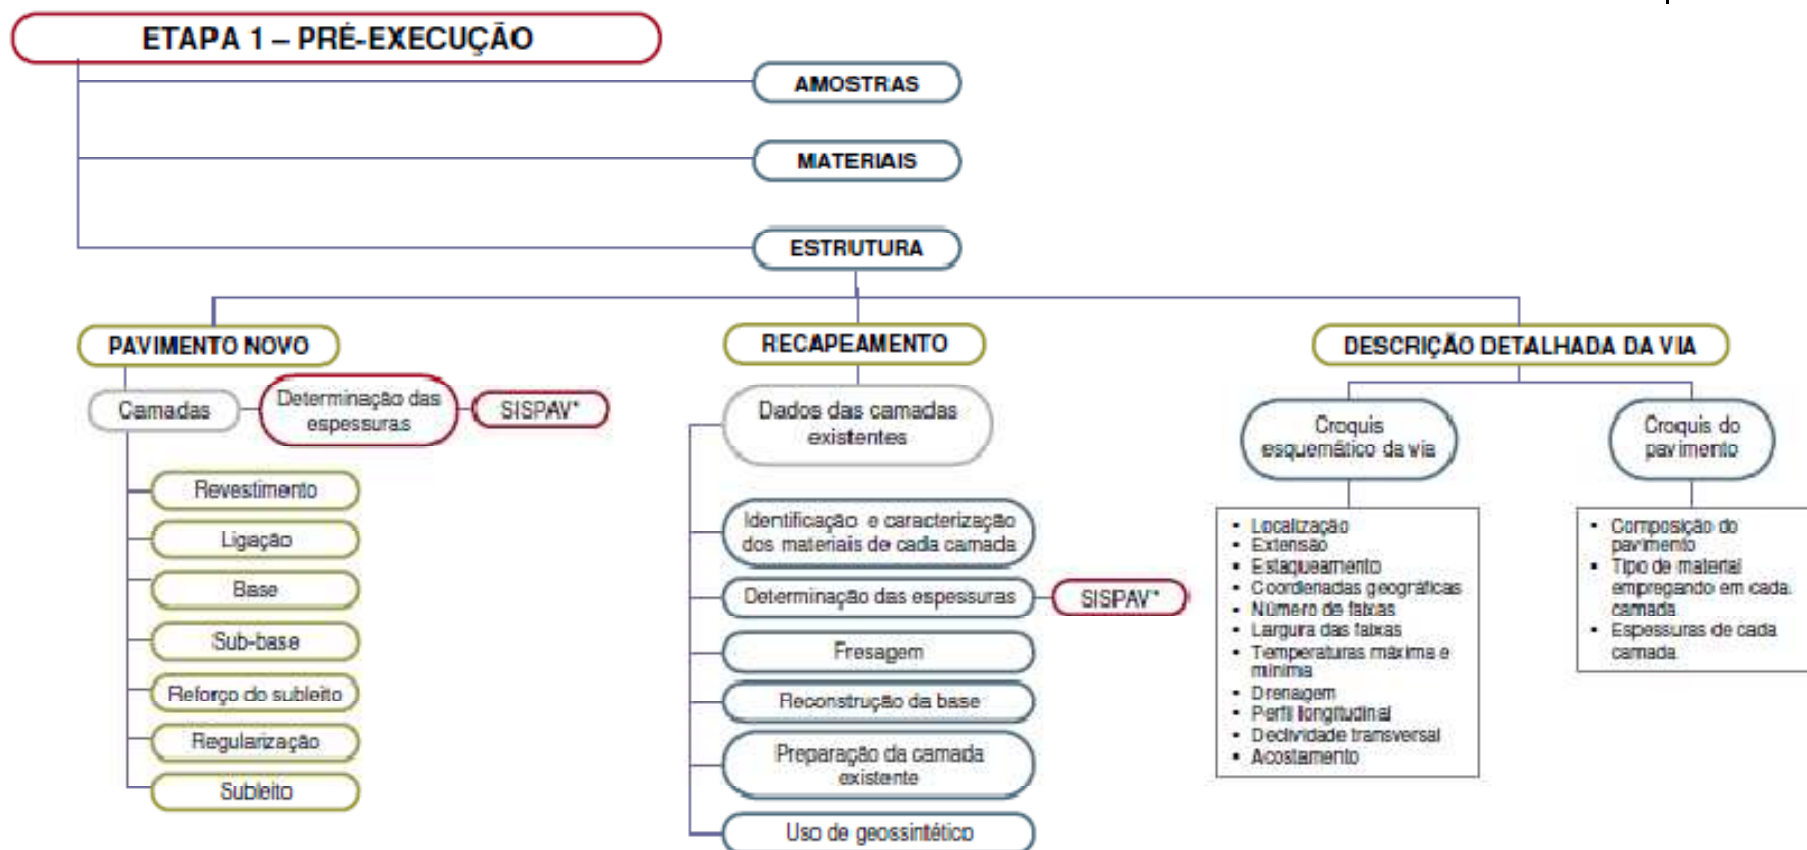 ETAPA 1 – PRÉ-EXECUÇÃO
AMOSTRAS
MATERIAIS
ESTRUTURA
PAVIMENTO NOVO
Camadas
Determinação das
espessuras
SISPAV*
Revestimento
Ligação
Base
Sub-base
Reforço do subleito
Regularização
Subleito
RECAPEAMENTO
Dados das camadas
existentes
Identificação e caracterização
dos materiais de cada camada
Determinação das espessuras
SISPAV*
Fresagem
Reconstrução da base
Preparação da camada
existente
Uso de geossintético
DESCRIÇÃO DETALHADA DA VIA
Croquis
esquemático da via
▪ Localização
▪ Extensão
▪ Estaqueamento
▪ Coordenadas geográficas
▪ Número de faixas
▪ Largura das faixas
▪ Temperaturas máxima e
mínima
▪ Drenagem
▪ Perfil longitudinal
▪ Declividade transversal
▪ Acostamento
Croquis do
pavimento
▪ Composição do
pavimento
▪ Tipo de material
empregando em cada
camada
▪ Espessuras de cada
camada